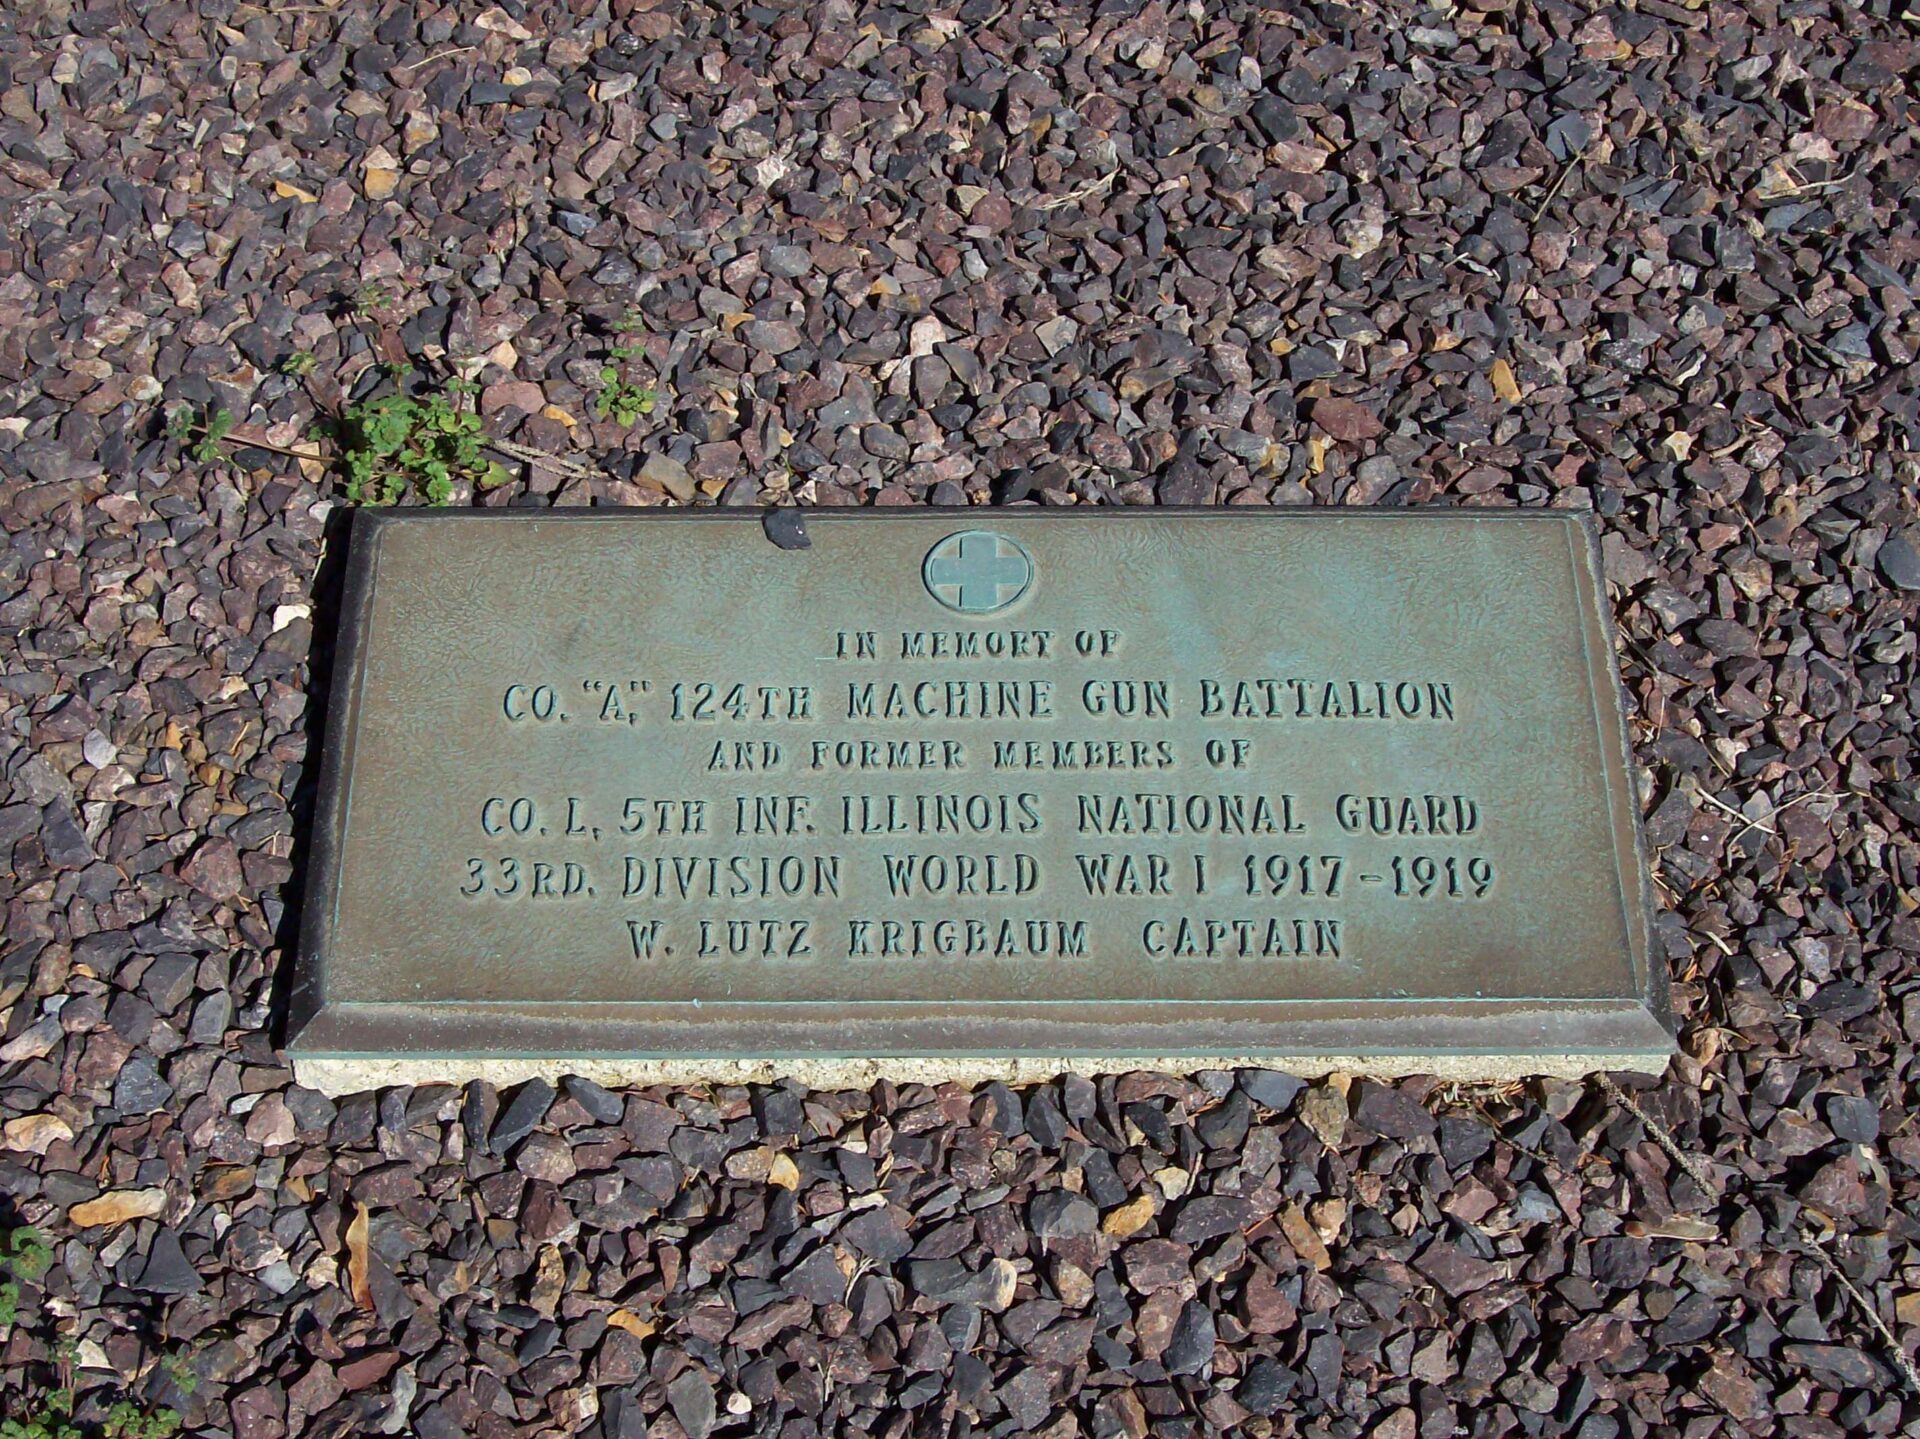 IN MEMORY OF
CO. "A," 124TH MACHINE GUN BATTALION
AND FORMER MEMBERS OF
CO. L, 5TH INF. ILLINOIS NATIONAL GUARD
33RD. DIVISION WORLD WAR I 1917-1919
W. LUTZ KRIGBAUM CAPTAIN